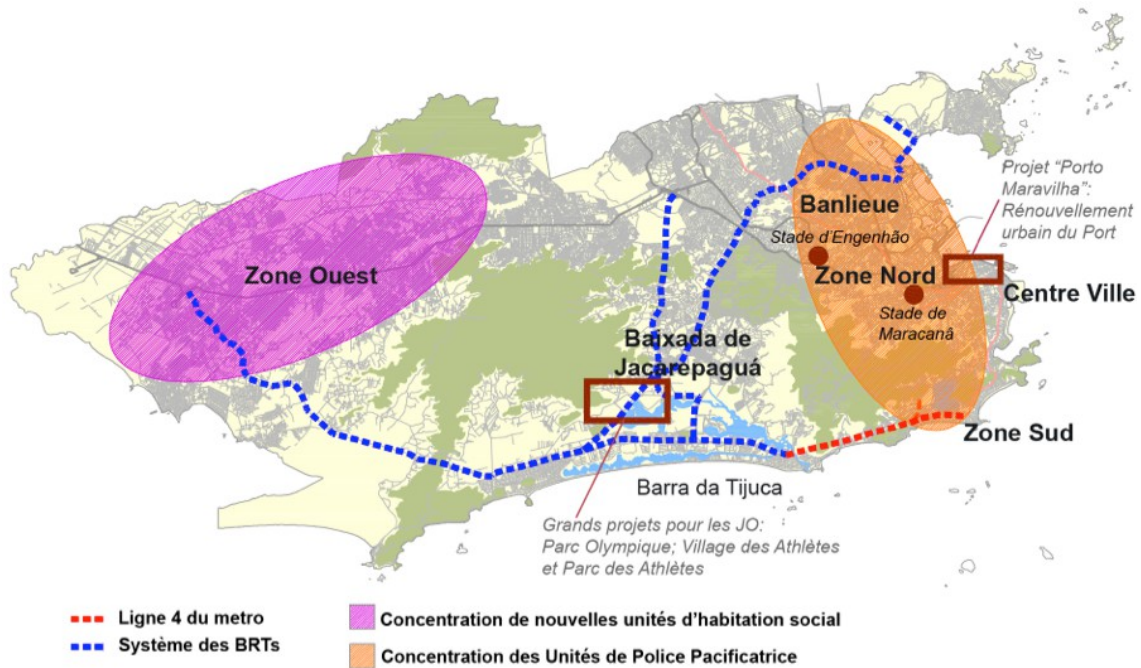 Projet “Porto
Maravilha”:
Rénouvellement
urbain du Port
Banlieue
Stade d’Engenhão
Zone Ouest
Zone Nord
Centre Ville
Stade de
Maracanã
Baixada de
Jacarepaguá
Zone Sud
Barra da Tijuca
Grands projets pour les JO:
Parc Olympique; Village des Athlètes
et Parc des Athlètes
Ligne 4 du metro
Système des BRTs
Concentration de nouvelles unités d’habitation social
Concentration des Unités de Police Pacificatrice